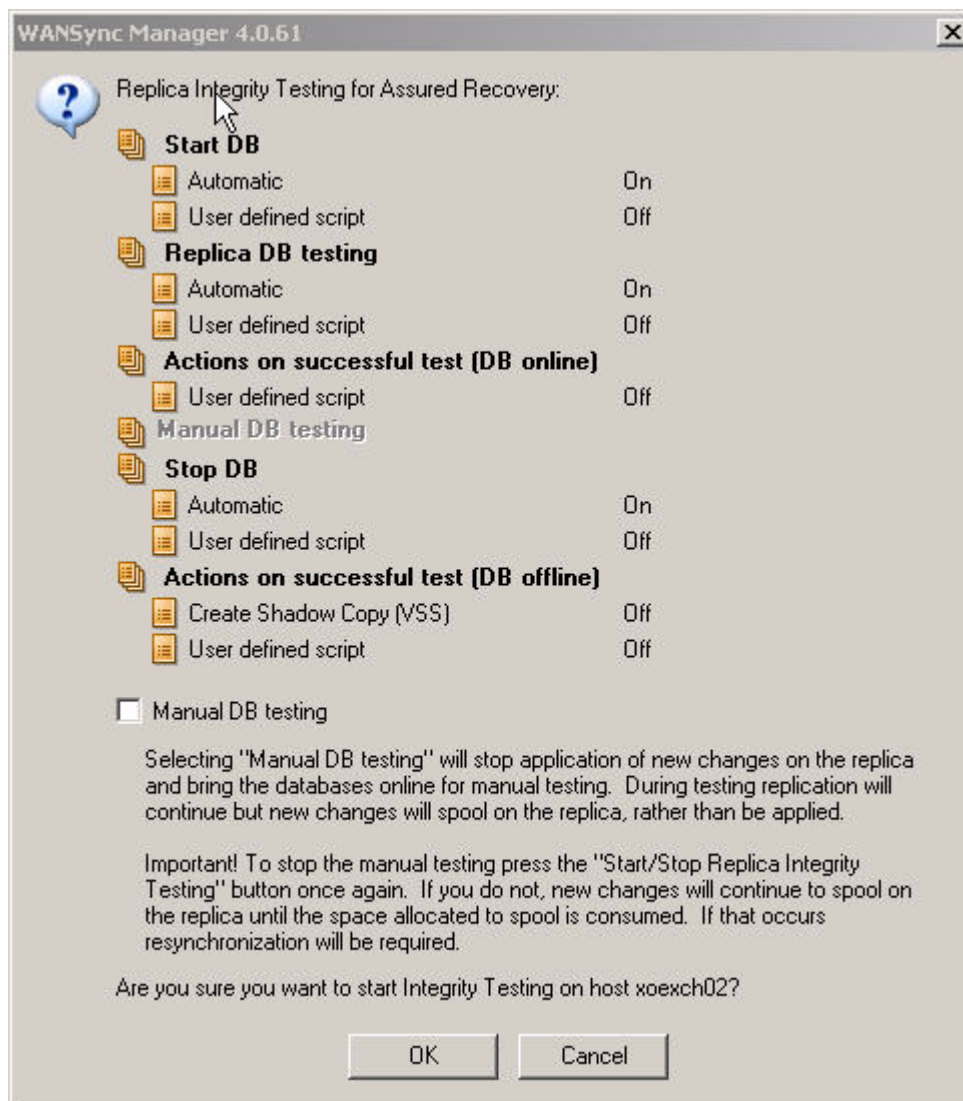 WANSync Manager 4.0.61
Replica Integrity Testing for Assured Recovery:
Start DB
Automatic On
User defined script Off
Replica DB testing
Automatic On
User defined script Off
Actions on successful test (DB online)
User defined script Off
Manual DB testing
Stop DB
Automatic On
User defined script Off
Actions on successful test (DB offline)
Create Shadow Copy (VSS) Off
User defined script Off
Manual DB testing
Selecting "Manual DB testing" will stop application of new changes on the replica
and bring the databases online for manual testing. During testing replication will
continue but new changes will spool on the replica, rather than be applied.
Important! To stop the manual testing press the "Start/Stop Replica Integrity
Testing" button once again. If you do not, new changes will continue to spool on
the replica until the space allocated to spool is consumed. If that occurs
resynchronization will be required.
Are you sure you want to start Integrity Testing on host xoexch02?
OK Cancel